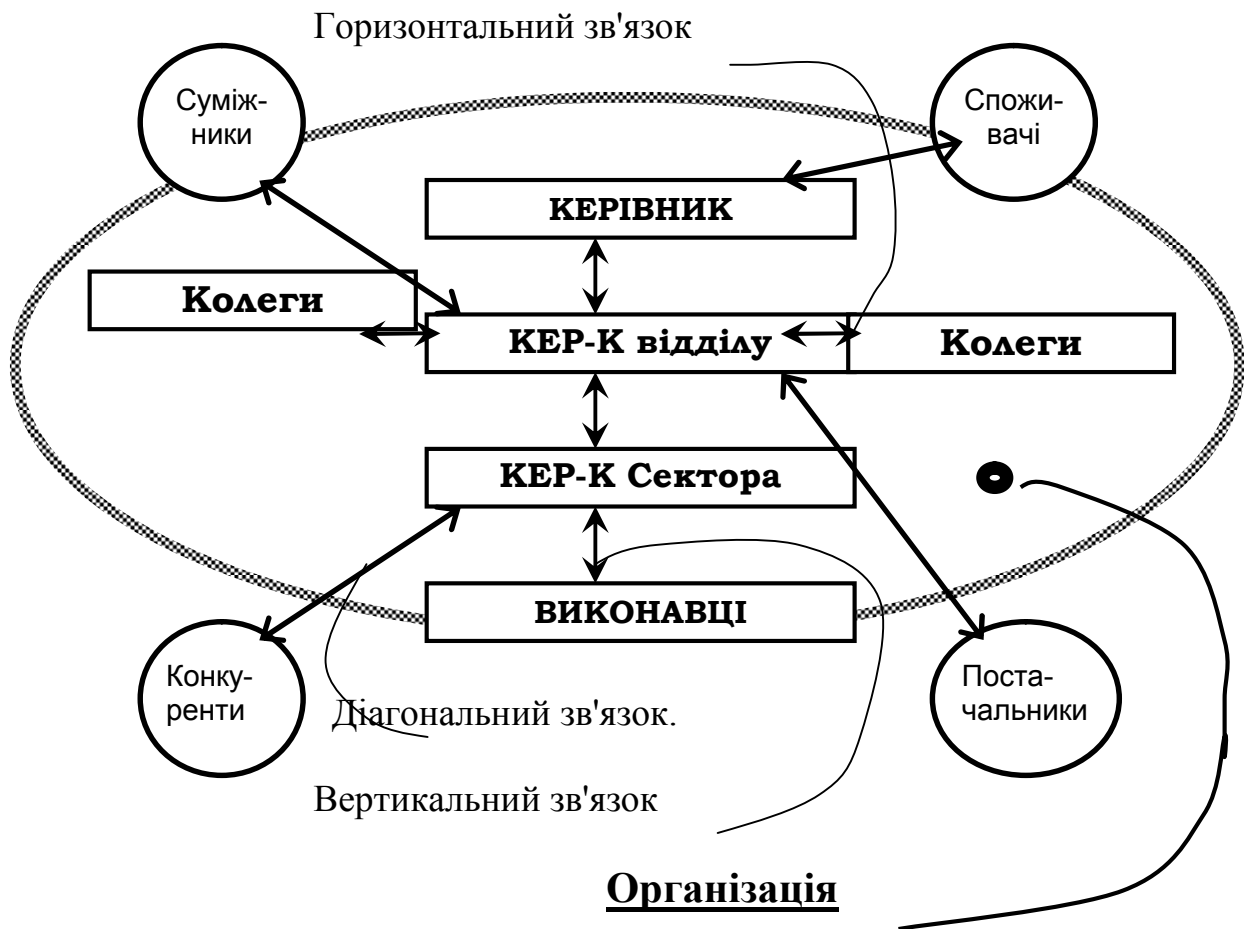 Горизонтальний зв'язок
Суміж-
ники
Спожи-
вачі
КЕРІВНИК
Колеги
КЕР-К відділу
Колеги
КЕР-К Сектора
ВИКОНАВЦІ
Конку-
ренти
Поста-
чальники
Діагональний зв'язок.
Вертикальний зв'язок
Організація